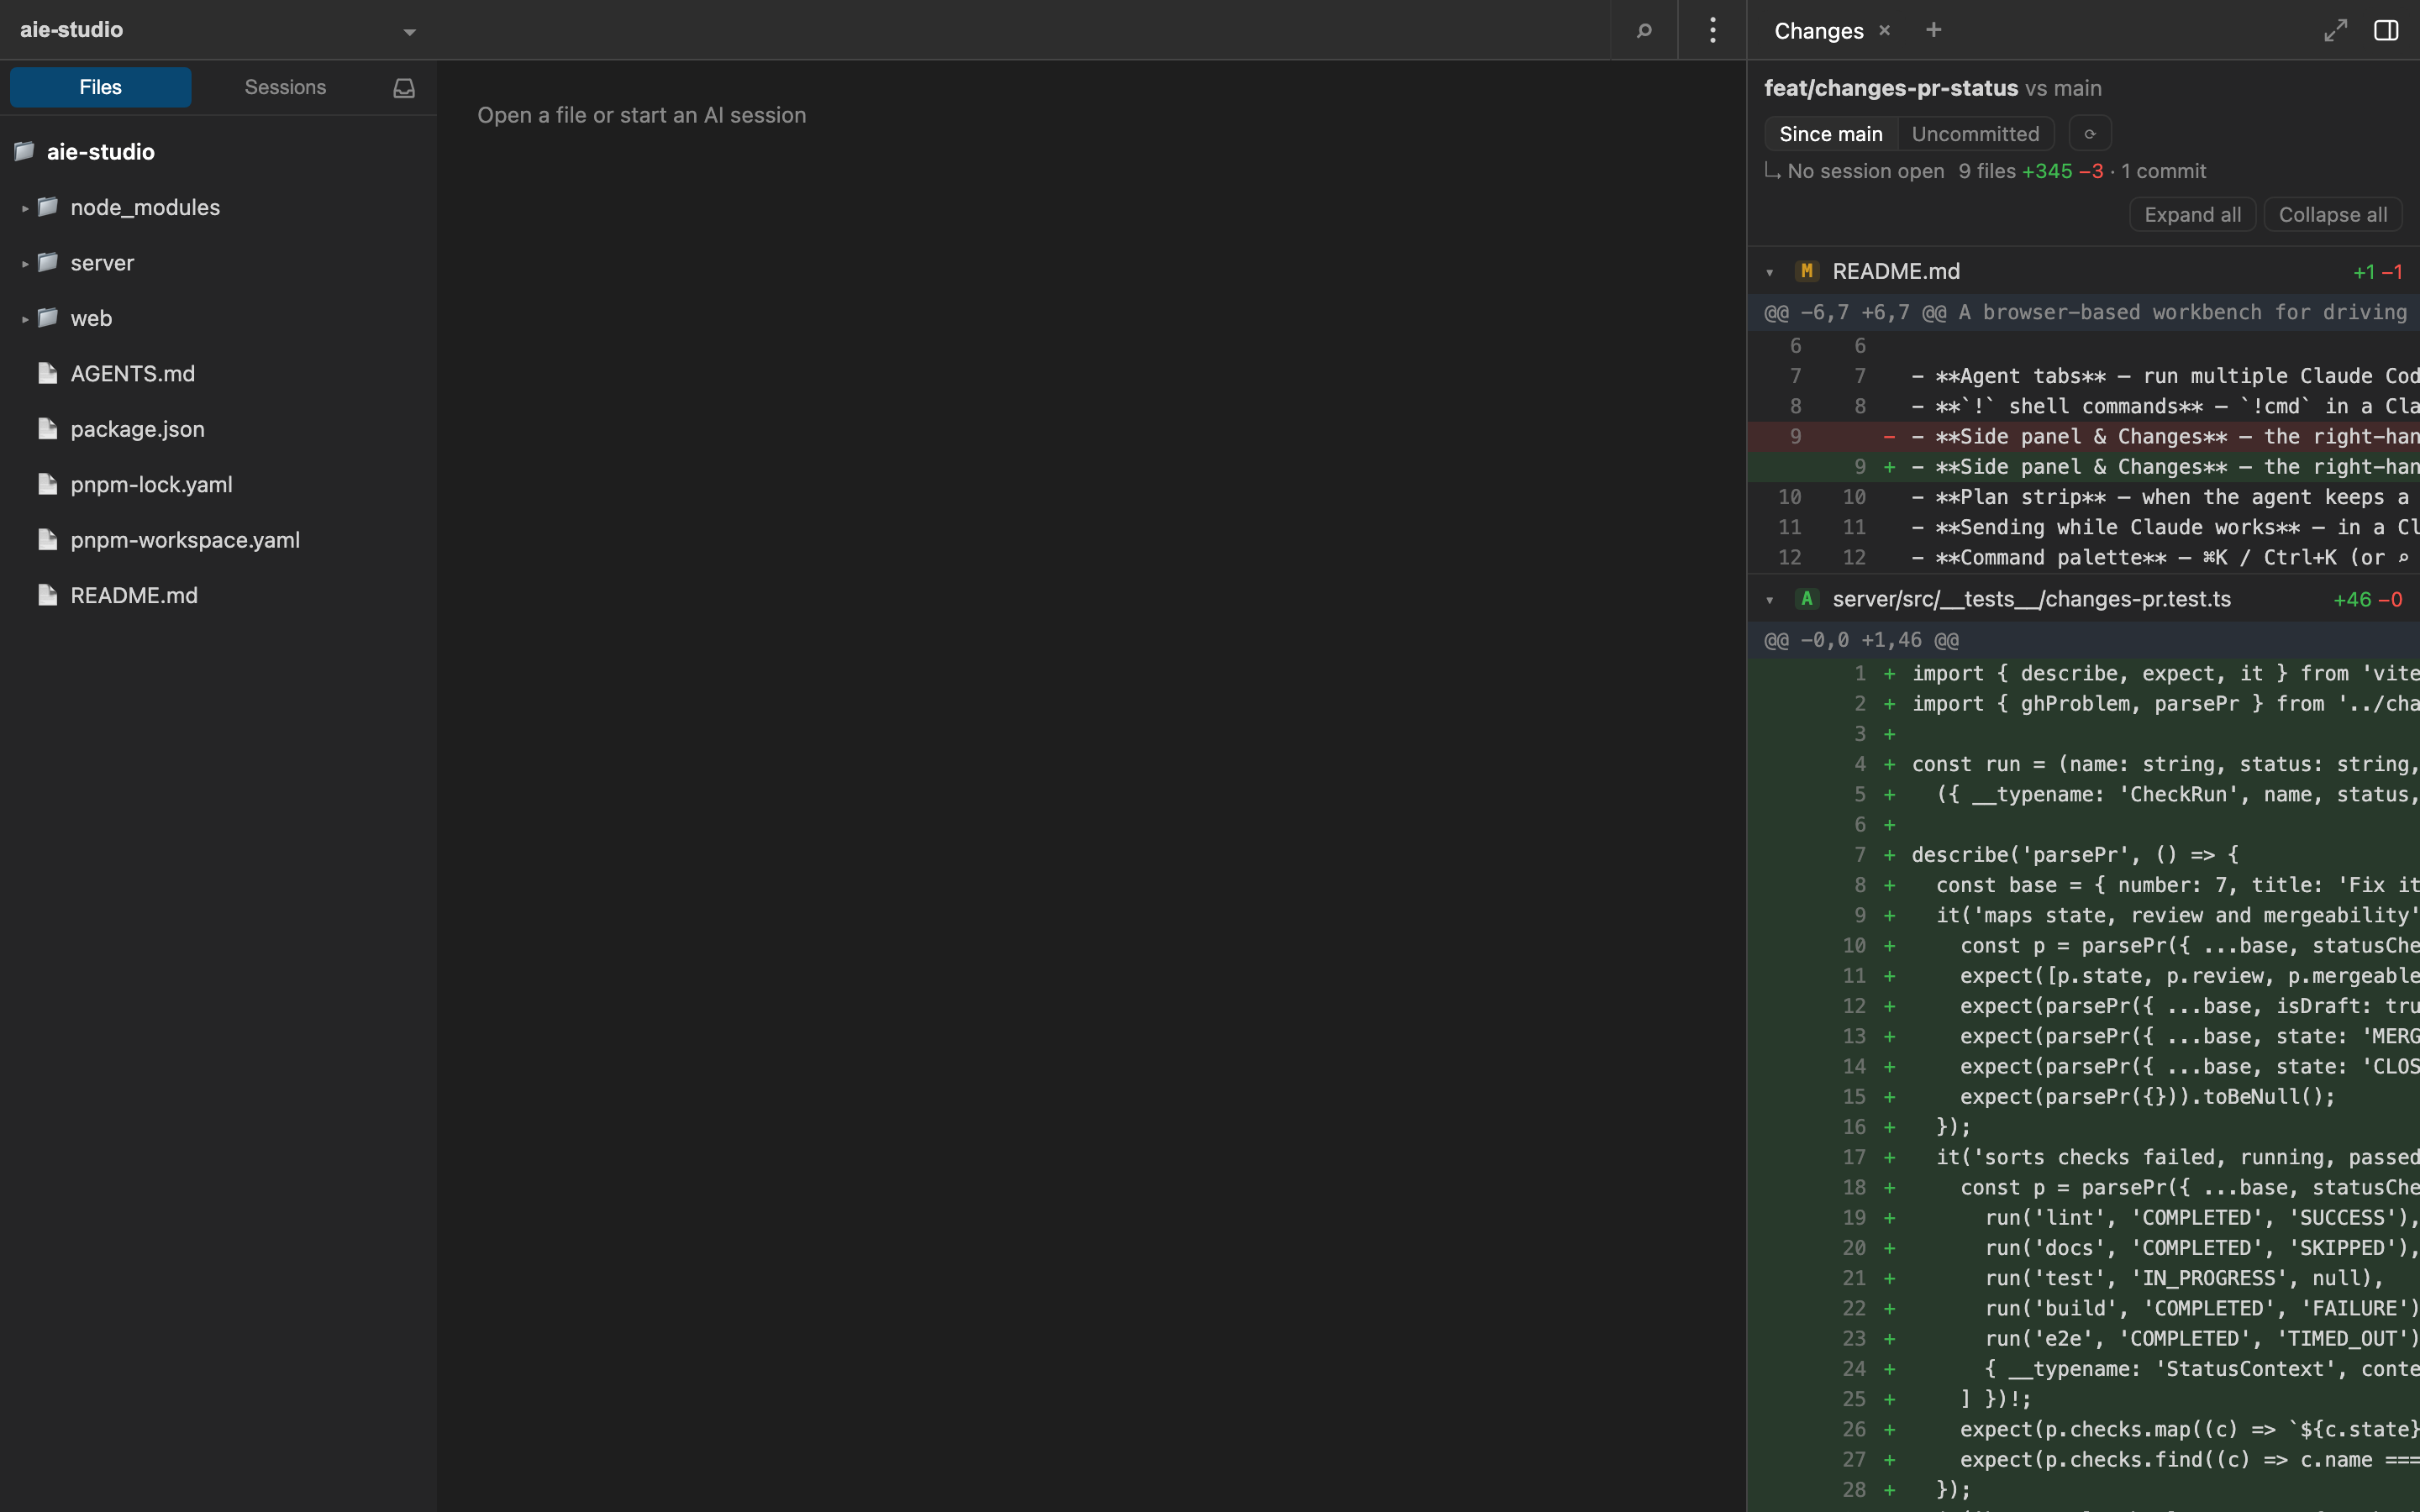 aie-studio
Files
Sessions
aie-studio
node_modules
server
web
AGENTS.md
package.json
pnpm-lock.yaml
pnpm-workspace.yaml
README.md
Open a file or start an AI session
Changes × +
feat/changes-pr-status vs main
Since main Uncommitted
No session open 9 files +345 −3 · 1 commit
Expand all Collapse all
M README.md +1 −1
@@ −6,7 +6,7 @@ A browser-based workbench for driving
6 6
7 7 - **Agent tabs** — run multiple Claude Cod
8 8 - **`!` shell commands** — `!cmd` in a Cla
9 − - **Side panel & Changes** — the right-han
9 + - **Side panel & Changes** — the right-han
10 10 - **Plan strip** — when the agent keeps a
11 11 - **Sending while Claude works** — in a Cl
12 12 - **Command palette** — ⌘K / Ctrl+K (or ⌕
A server/src/__tests__/changes-pr.test.ts +46 −0
@@ −0,0 +1,46 @@
1 + import { describe, expect, it } from 'vite
2 + import { ghProblem, parsePr } from '../cha
3 +
4 + const run = (name: string, status: string,
5 + ({ __typename: 'CheckRun', name, status,
6 +
7 + describe('parsePr', () => {
8 + const base = { number: 7, title: 'Fix it
9 + it('maps state, review and mergeability'
10 + const p = parsePr({ ...base, statusChe
11 + expect([p.state, p.review, p.mergeable
12 + expect(parsePr({ ...base, isDraft: tru
13 + expect(parsePr({ ...base, state: 'MERG
14 + expect(parsePr({ ...base, state: 'CLOS
15 + expect(parsePr({})).toBeNull();
16 + });
17 + it('sorts checks failed, running, passed
18 + const p = parsePr({ ...base, statusChe
19 + run('lint', 'COMPLETED', 'SUCCESS'),
20 + run('docs', 'COMPLETED', 'SKIPPED'),
21 + run('test', 'IN_PROGRESS', null),
22 + run('build', 'COMPLETED', 'FAILURE')
23 + run('e2e', 'COMPLETED', 'TIMED_OUT')
24 + { __typename: 'StatusContext', conte
25 + ] })!;
26 + expect(p.checks.map((c) => `${c.state}
27 + expect(p.checks.find((c) => c.name ===
28 + });